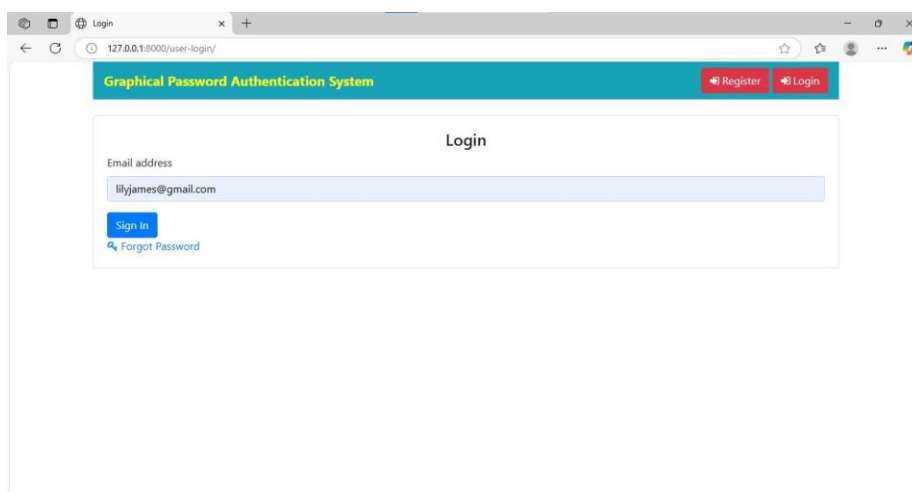 Login
127.0.0.1:8000/user-login/
Graphical Password Authentication System
Register
Login
Login
Email address
lilyjames@gmail.com
Sign In
Forgot Password